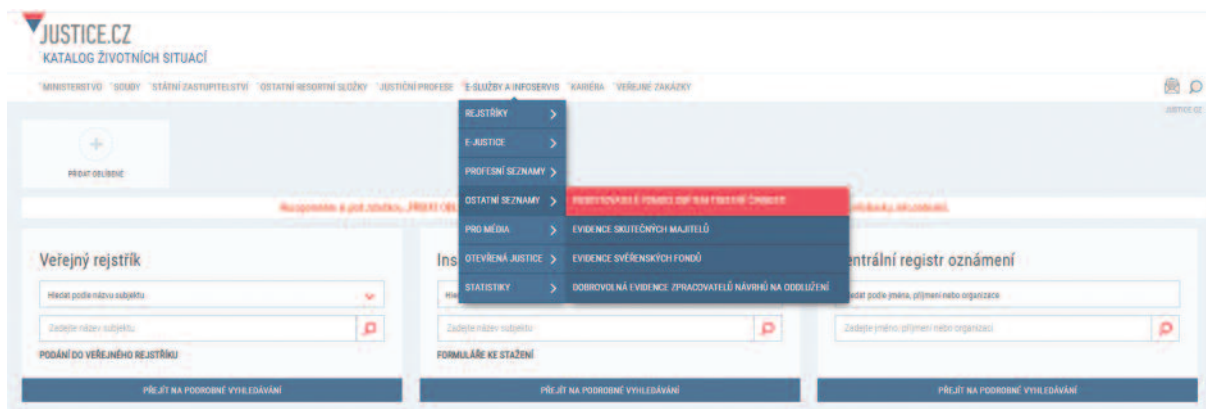 JUSTICE.CZ
KATALOG ŽIVOTNÍCH SITUACÍ
MINISTERSTVO SOUDY STÁTNÍ ZASTUPITELSTVÍ OSTATNÍ RESORTNÍ SLOŽKY JUSTIČNÍ PROFESE E-SLUŽBY A INFOSERVIS KARIÉRA VEŘEJNÉ ZAKÁZKY
JUSTICE.CZ
REJSTŘÍKY
E-JUSTICE
PŘIDAT OBLÍBENÉ
PROFESNÍ SEZNAMY
OSTATNÍ SEZNAMY
PRO MÉDIA EVIDENCE SKUTEČNÝCH MAJITELŮ
OTEVŘENÁ JUSTICE EVIDENCE SVĚŘENSKÝCH FONDŮ
STATISTIKY DOBROVOLNÁ EVIDENCE ZPRACOVATELŮ NÁVRHŮ NA ODDLUŽENÍ
Veřejný rejstřík
Hledat podle názvu subjektu
Zadejte název subjektu
PODÁNÍ DO VEŘEJNÉHO REJSTŘÍKU
PŘEJÍT NA PODROBNÉ VYHLEDÁVÁNÍ
Ins
Zadejte název subjektu
FORMULÁŘE KE STAŽENÍ
PŘEJÍT NA PODROBNÉ VYHLEDÁVÁNÍ
entrální registr oznámení
edat podle jména, příjmení nebo organizace
Zadejte jméno, příjmení nebo organizaci
PŘEJÍT NA PODROBNÉ VYHLEDÁVÁNÍ